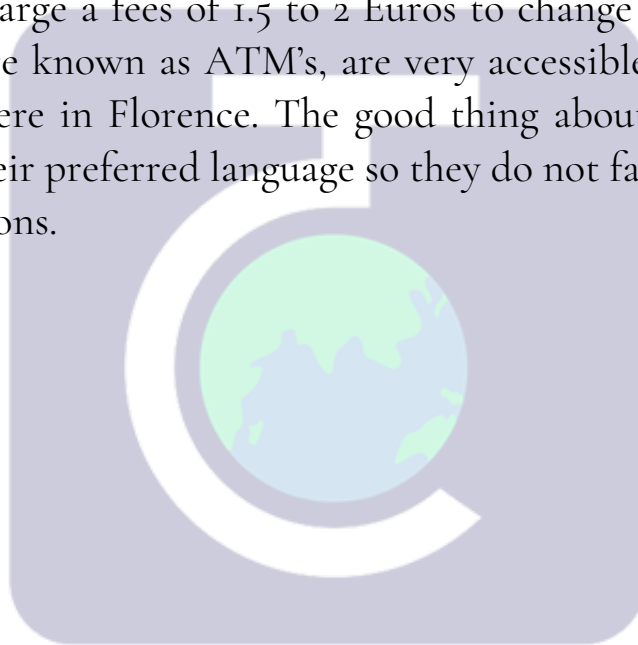 arge a fees of 1.5 to 2 Euros to change
e known as ATM’s, are very accessible
ere in Florence. The good thing about
eir preferred language so they do not fa
ons.